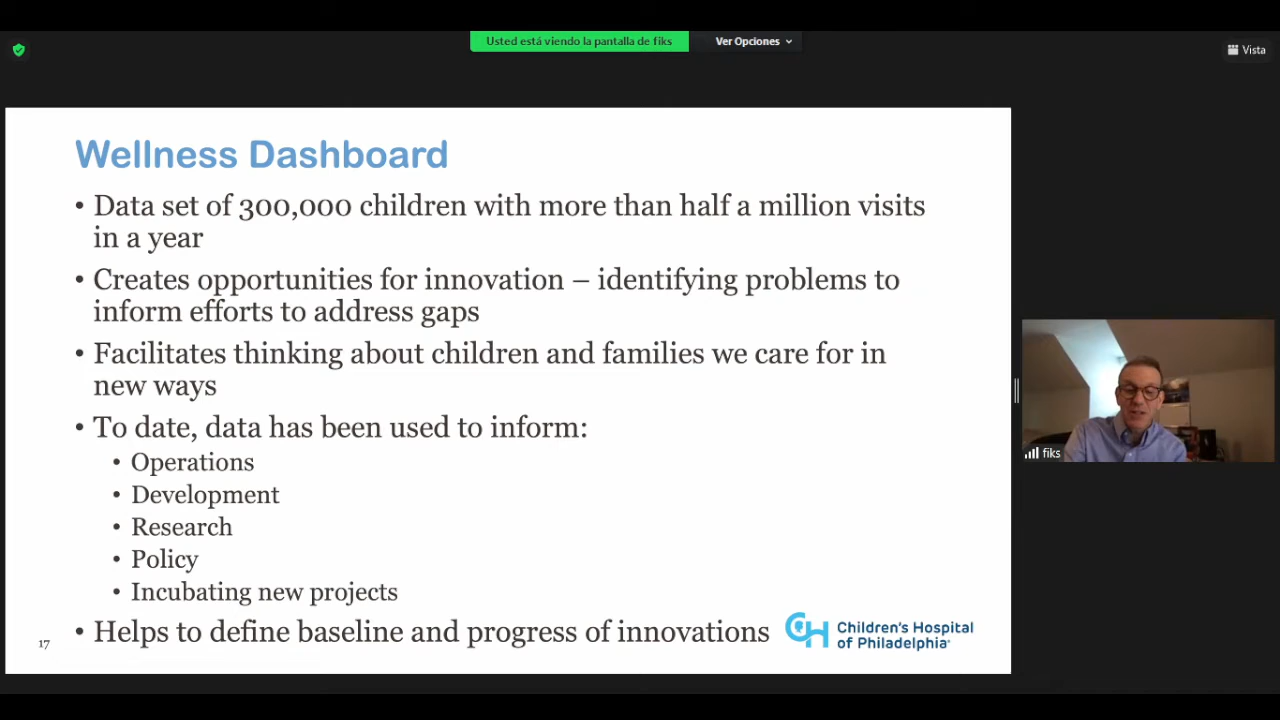 Usted está viendo la pantalla de fiks
Ver Opciones
Vista
Wellness Dashboard
• Data set of 300,000 children with more than half a million visits
in a year
• Creates opportunities for innovation – identifying problems to
inform efforts to address gaps
• Facilitates thinking about children and families we care for in
new ways
• To date, data has been used to inform:
• Operations
• Development
• Research
• Policy
• Incubating new projects
• Helps to define baseline and progress of innovations
17
CH Children's Hospital
of Philadelphia
fiks